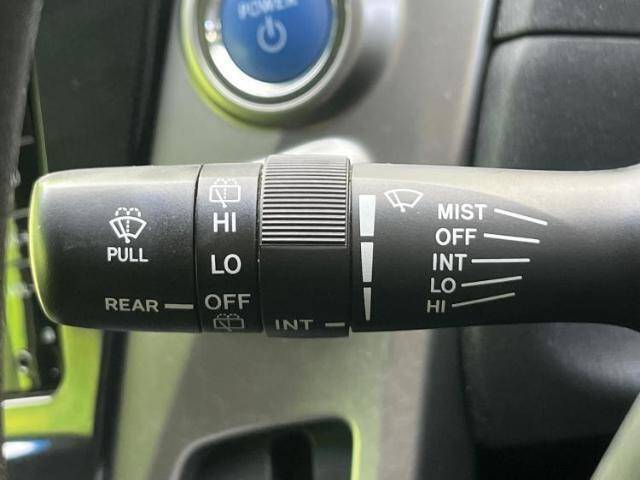 POWER
PULL
REAR
HI
LO
OFF
INT
MIST
OFF
INT
LO
HI